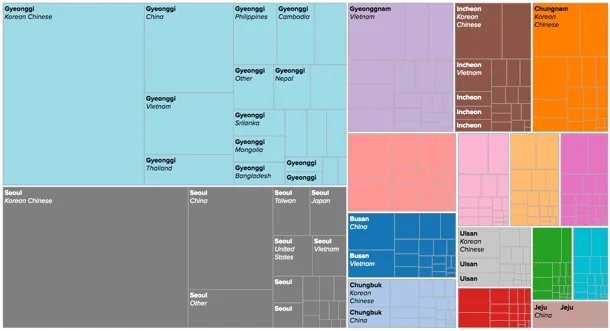 Gyeonggi
Korean Chinese
Gyeonggi
China
Gyeonggi
Philippines
Gyeonggi
Cambodia
Gyeonggi
Other
Gyeonggi
Nepal
Gyeonggi
Vietnam
Gyeonggi
Srilanka
Gyeonggi
Mongolia
Gyeonggi
Thailand
Gyeonggi
Bangladesh
Gyeonggi
Gyeonggi
Seoul
Korean Chinese
Seoul
China
Seoul
Taiwan
Seoul
Japan
Seoul
United
States
Seoul
Vietnam
Seoul
Other
Seoul
Seoul
Gyeonggnam
Vietnam
Incheon
Korean
Chinese
Incheon
Vietnam
Incheon
Incheon
Incheon
Chungnam
Korean
Chinese
Busan
China
Busan
Vietnam
Chungbuk
Korean
Chinese
Chungbuk
China
Ulsan
Korean
Chinese
Ulsan
Ulsan
Jeju
China
Jeju